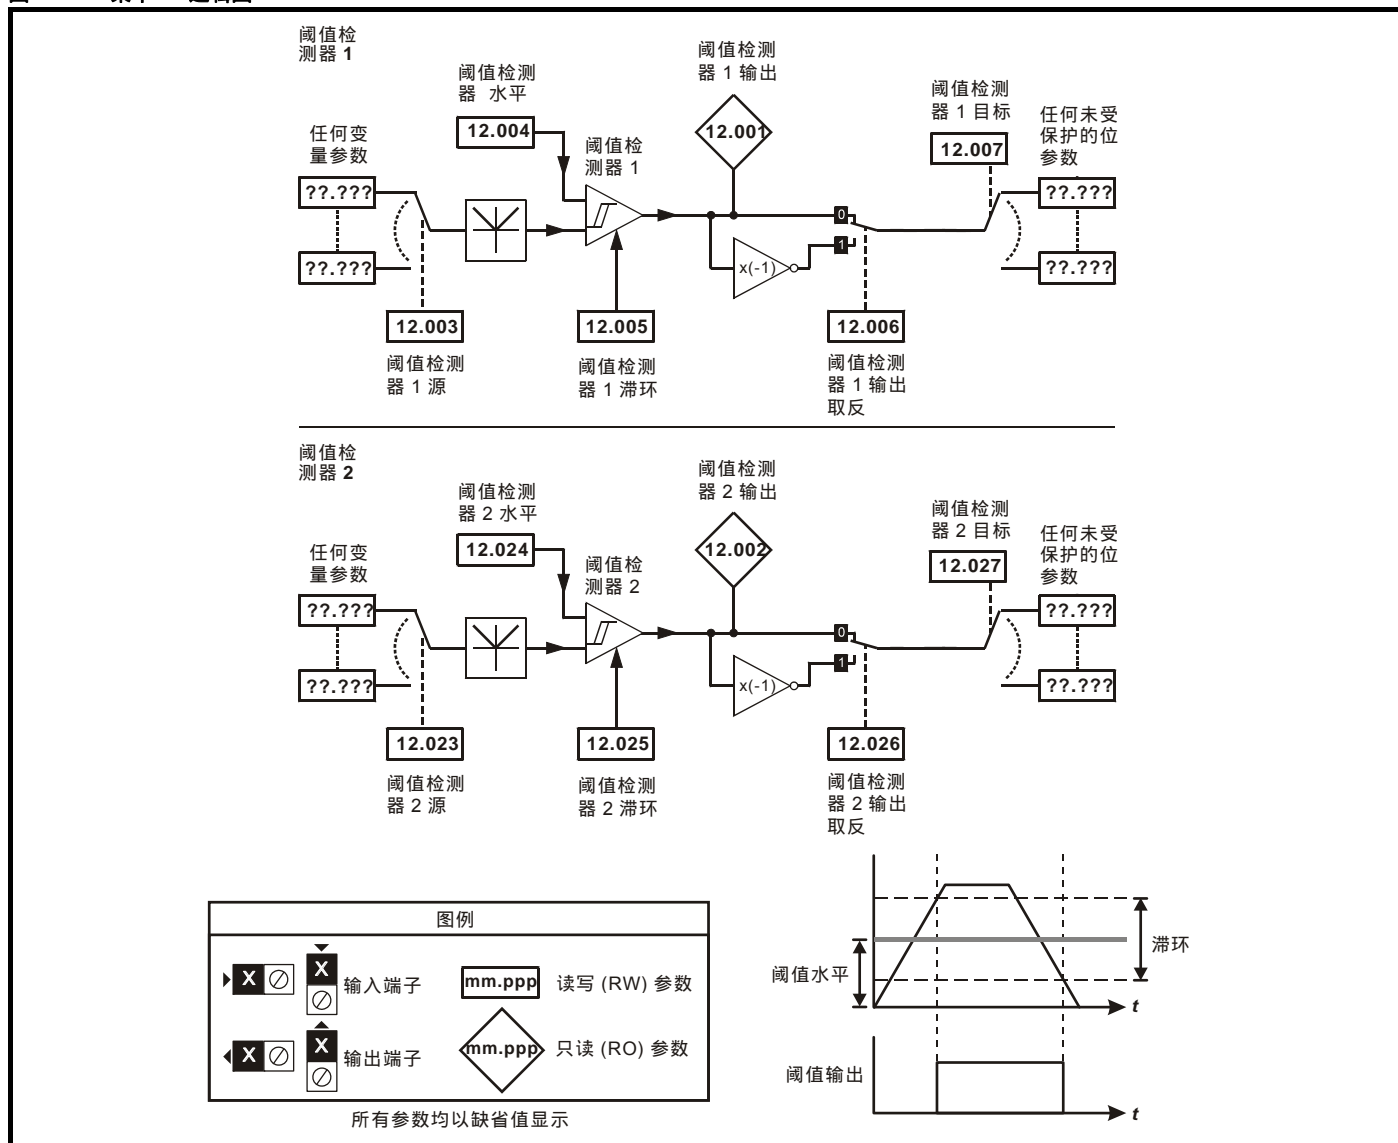 阈值检
测器 1
阈值检测
器 水平
12.004
阈值检
测器 1
阈值检测
器 1 输出
12.001
阈值检测
器 1 目标
12.007
任何未受
保护的位
参数
任何变
量参数
??.???
??.???
??.???
??.???
0
1
x(-1)
12.003
阈值检测
器 1 源
12.005
阈值检测
器 1 滞环
12.006
阈值检测
器 1 输出
取反
阈值检
测器 2
阈值检测
器 2 水平
12.024
阈值检
测器 2
阈值检测
器 2 输出
12.002
阈值检测
器 2 目标
12.027
任何未受
保护的位
参数
任何变
量参数
??.???
??.???
??.???
??.???
0
1
x(-1)
12.023
阈值检测
器 2 源
12.025
阈值检测
器 2 滞环
12.026
阈值检测
器 2 输出
取反
图例
X
X
输入端子
mm.ppp
读写 (RW) 参数
X
X
输出端子
mm.ppp
只读 (RO) 参数
所有参数均以缺省值显示
滞环
阈值水平
t
阈值输出
t